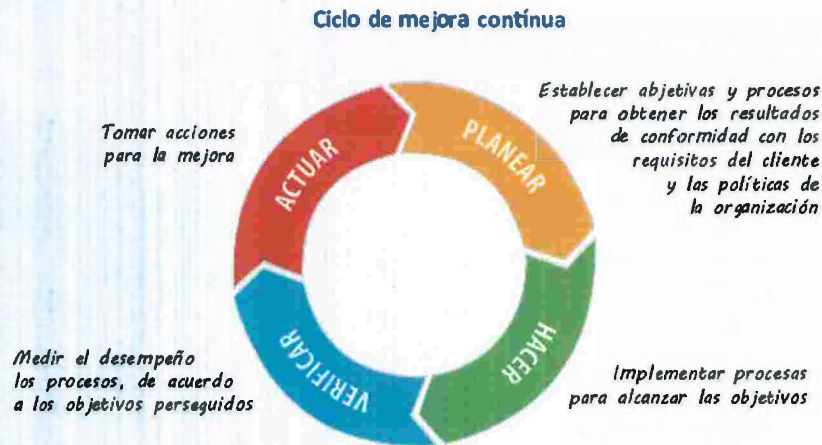 Ciclo de mejora contínua
Tomar acciones
para la mejora
ACTUAR
PLANEAR
Establecer abjetivas y procesos
para obtener los resultados
de conformidad con los
requisitos del cliente
y las políticas de
la organización
HACER
Implementar procesas
para alcanzar las objetivos
VERIFICAR
Medir el desempeño
los procesos, de acuerdo
a los objetivos perseguidos